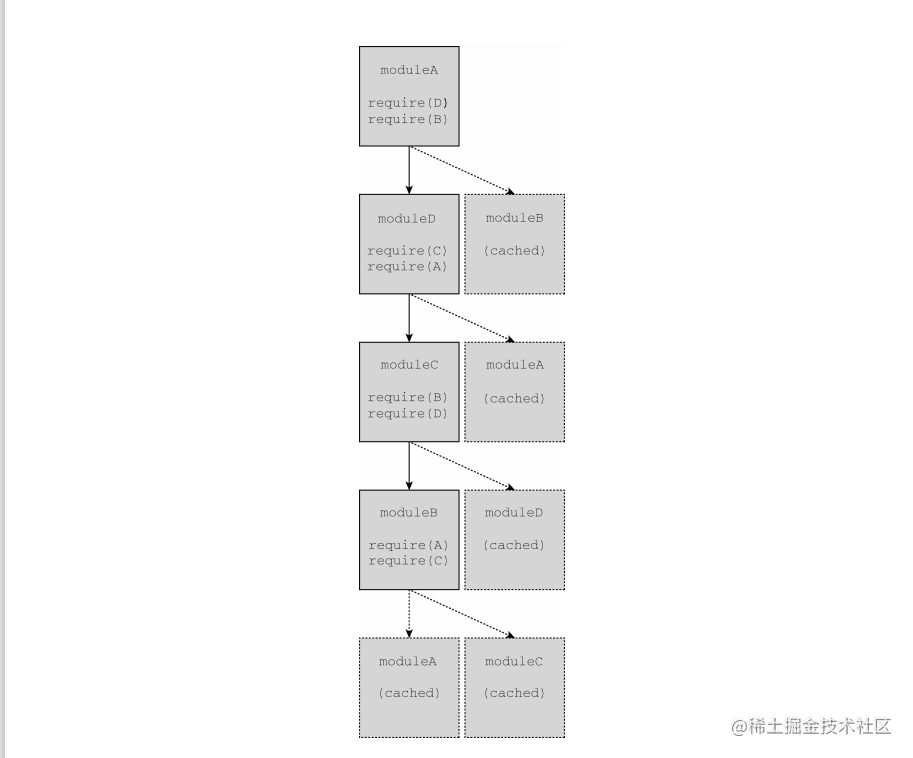 moduleA
require(D)
require(B)
moduleD
require(C)
require(A)
moduleB
(cached)
moduleC
require(B)
require(D)
moduleA
(cached)
moduleB
require(A)
require(C)
moduleD
(cached)
moduleA
(cached)
moduleC
(cached)
@稀土掘金技术社区